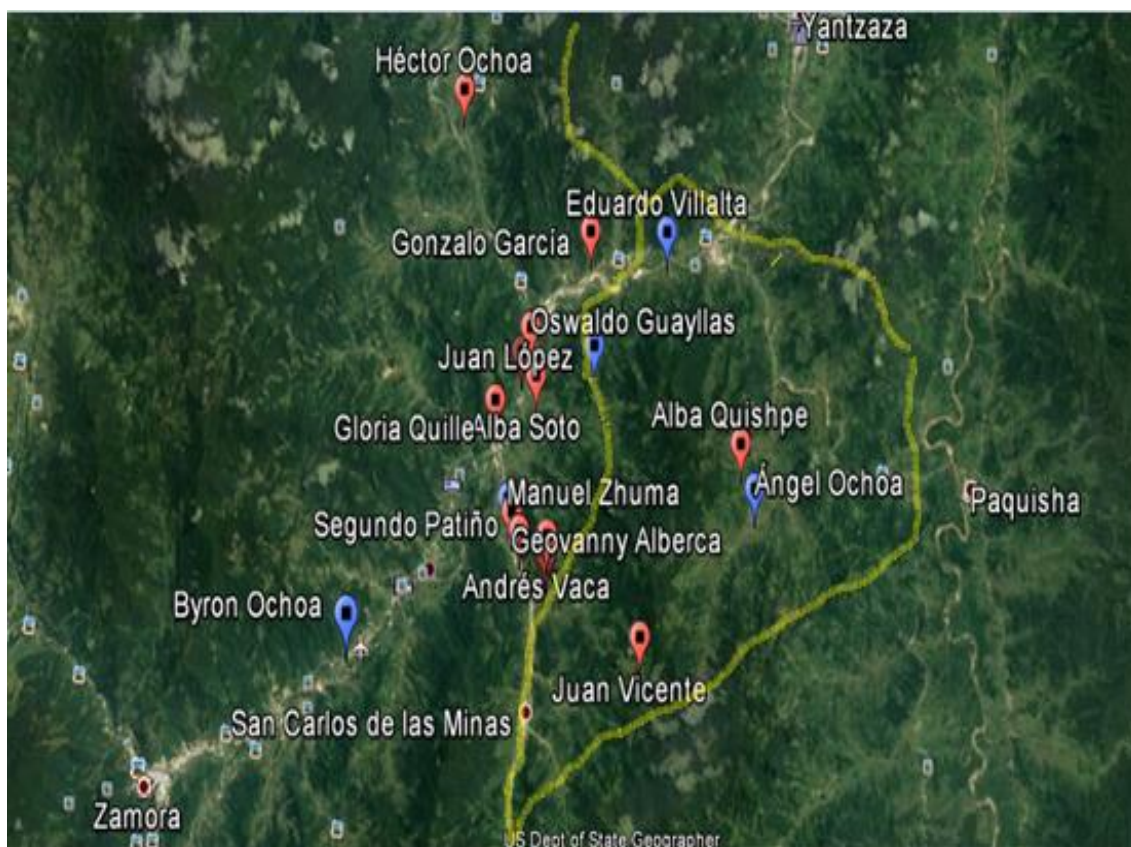 Yantzaza
Héctor Ochoa
Eduardo Villalta
Gonzalo García
Oswaldo Guayllas
Juan López
Alba Quishpe
Gloria Quille
Alba Soto
Ángel Ochoa
Manuel Zhuma
Paquisha
Segundo Patiño
Geovanny Alberca
Andrés Vaca
Byron Ochoa
Juan Vicente
San Carlos de las Minas
Zamora
US Dept of State Geographer